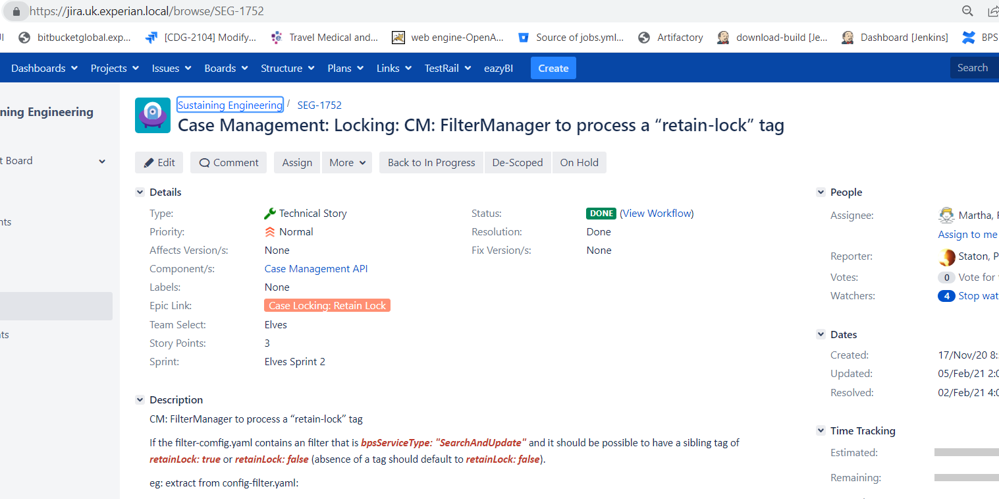 https://jira.uk.experian.local/browse/SEG-1752
bitbucketglobal.exp... [CDG-2104] Modify... Travel Medical and... web engine-OpenA... Source of jobs.yml... Artifactory download-build [Je... Dashboard [Jenkins] BPS
Dashboards Projects Issues Boards Structure Plans Links TestRail eazyBI Create Search
ning Engineering
t Board
nts
ts
Sustaining Engineering / SEG-1752
Case Management: Locking: CM: FilterManager to process a “retain-lock” tag
Edit Comment Assign More Back to In Progress De-Scoped On Hold
Details
Type: Technical Story
Priority: Normal
Affects Version/s: None
Component/s: Case Management API
Labels: None
Epic Link: Case Locking: Retain Lock
Team Select: Elves
Story Points: 3
Sprint: Elves Sprint 2
Status: DONE (View Workflow)
Resolution: Done
Fix Version/s: None
Description
CM: FilterManager to process a “retain-lock” tag
If the filter-comfig.yaml contains an filter that is bpsServiceType: "SearchAndUpdate" and it should be possible to have a sibling tag of
retainLock: true or retainLock: false (absence of a tag should default to retainLock: false).
eg: extract from config-filter.yaml:
People
Assignee: Martha,
Assign to me
Reporter: Staton, P
Votes: 0 Vote for
Watchers: 4 Stop wat
Dates
Created: 17/Nov/20 8:
Updated: 05/Feb/21 2:0
Resolved: 02/Feb/21 4:0
Time Tracking
Estimated:
Remaining: